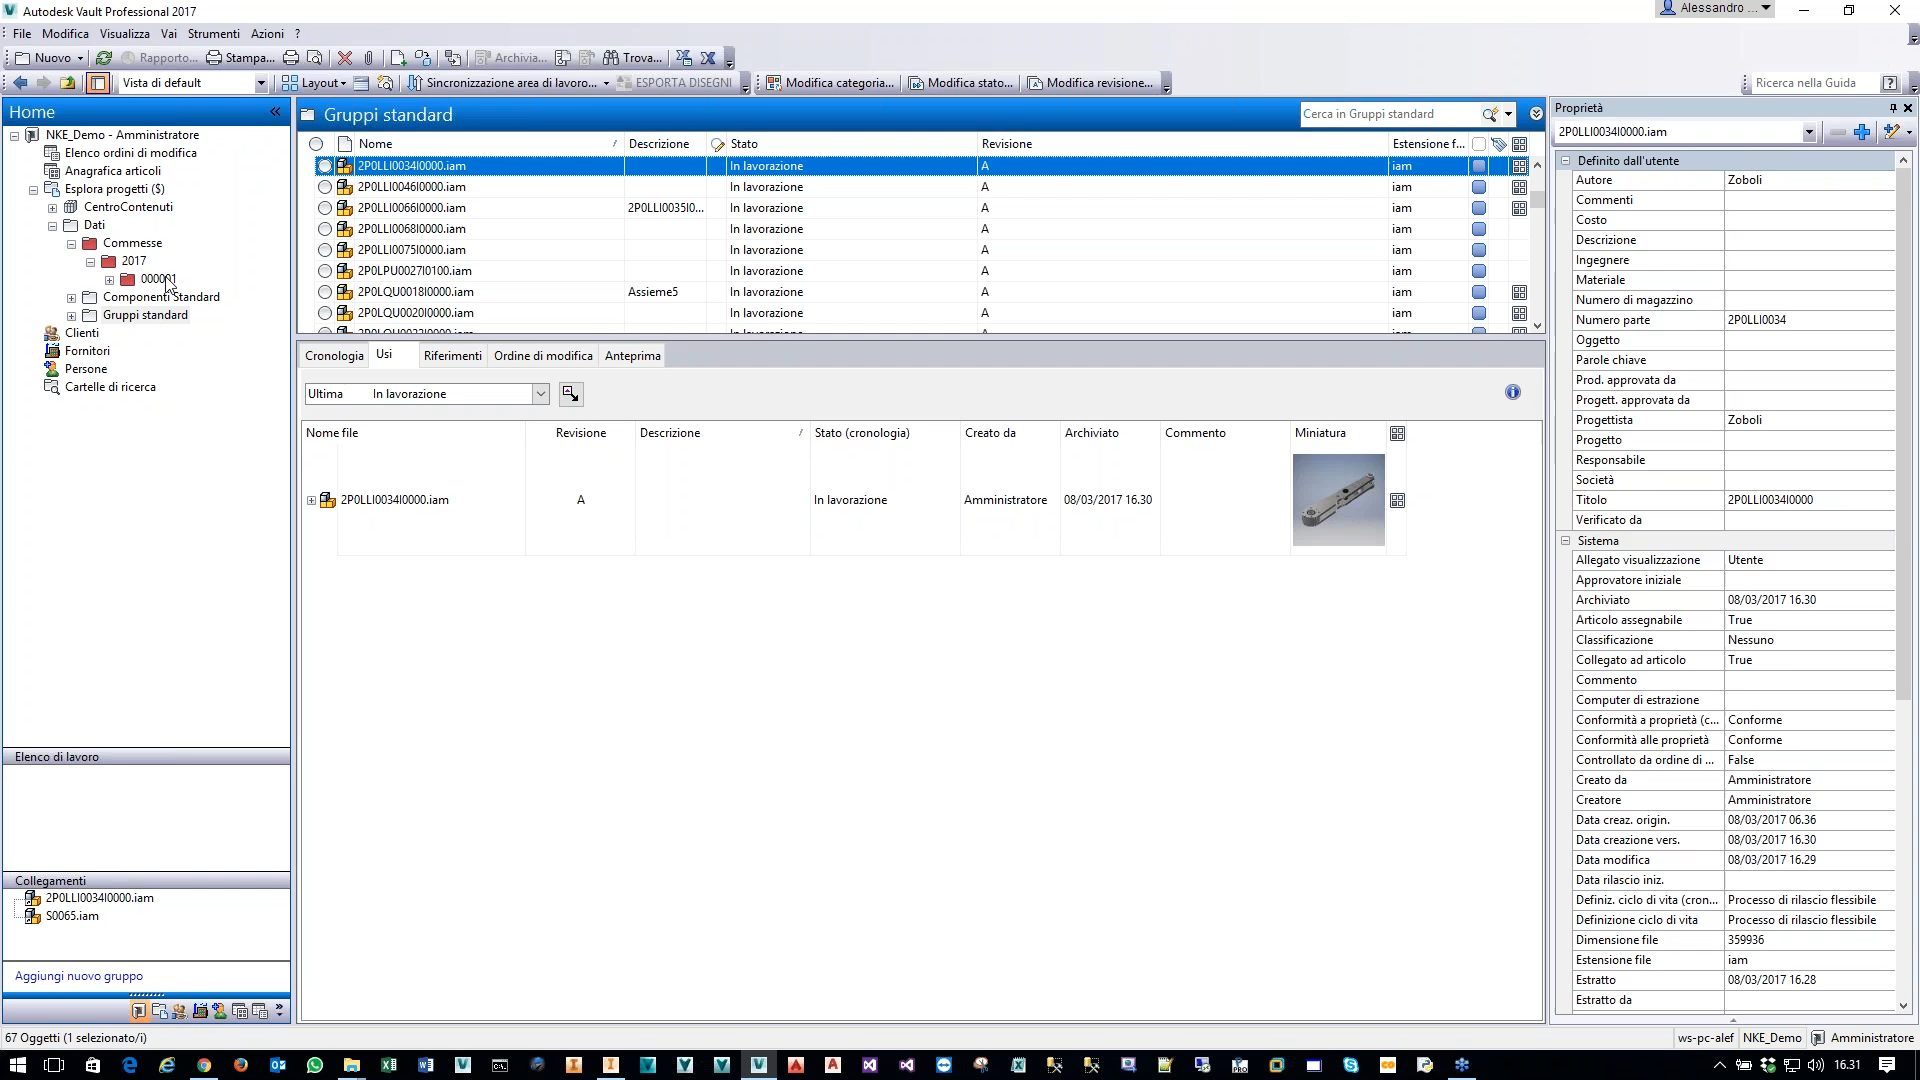 Autodesk Vault Professional 2017
Alessandro ...
File Modifica Visualizza Vai Strumenti Azioni ?
Nuovo Rapporto... Stampa... Archivia... Trova...
Vista di default Layout Sincronizzazione area di lavoro... ESPORTA DISEGNI Modifica categoria... Modifica stato... Modifica revisione... Ricerca nella Guida
Home
NKE_Demo - Amministratore
Elenco ordini di modifica
Anagrafica articoli
Esplora progetti ($)
CentroContenuti
Dati
Commesse
2017
000001
Componenti Standard
Gruppi standard
Clienti
Fornitori
Persone
Cartelle di ricerca
Elenco di lavoro
Collegamenti
2P0LLI0034I0000.iam
S0065.iam
Aggiungi nuovo gruppo
Gruppi standard
Cerca in Gruppi standard
Nome Descrizione Stato Revisione Estensione f...
2P0LLI0034I0000.iam In lavorazione A iam
2P0LLI0046I0000.iam In lavorazione A iam
2P0LLI0066I0000.iam 2P0LLI0035I0... In lavorazione A iam
2P0LLI0068I0000.iam In lavorazione A iam
2P0LLI0075I0000.iam In lavorazione A iam
2P0LPU0027I0100.iam In lavorazione A iam
2P0LQU0018I0000.iam Assieme5 In lavorazione A iam
2P0LQU0020I0000.iam In lavorazione A iam
Cronologia Usi Riferimenti Ordine di modifica Anteprima
Ultima In lavorazione
Nome file Revisione Descrizione Stato (cronologia) Creato da Archiviato Commento Miniatura
2P0LLI0034I0000.iam A In lavorazione Amministratore 08/03/2017 16.30
Proprietà
2P0LLI0034I0000.iam
Definito dall'utente
Autore Zoboli
Commenti
Costo
Descrizione
Ingegnere
Materiale
Numero di magazzino
Numero parte 2P0LLI0034
Oggetto
Parole chiave
Prod. approvata da
Progett. approvata da
Progettista Zoboli
Progetto
Responsabile
Società
Titolo 2P0LLI0034I0000
Verificato da
Sistema
Allegato visualizzazione Utente
Approvatore iniziale
Archiviato 08/03/2017 16.30
Articolo assegnabile True
Classificazione Nessuno
Collegato ad articolo True
Commento
Computer di estrazione
Conformità a proprietà (c... Conforme
Conformità alle proprietà Conforme
Controllato da ordine di ... False
Creato da Amministratore
Creatore Amministratore
Data creaz. origin. 08/03/2017 06.36
Data creazione vers. 08/03/2017 16.30
Data modifica 08/03/2017 16.29
Data rilascio iniz.
Definiz. ciclo di vita (cron... Processo di rilascio flessibile
Definizione ciclo di vita Processo di rilascio flessibile
Dimensione file 359936
Estensione file iam
Estratto 08/03/2017 16.28
Estratto da
67 Oggetti (1 selezionato/i)
ws-pc-alef NKE_Demo Amministratore
16.31